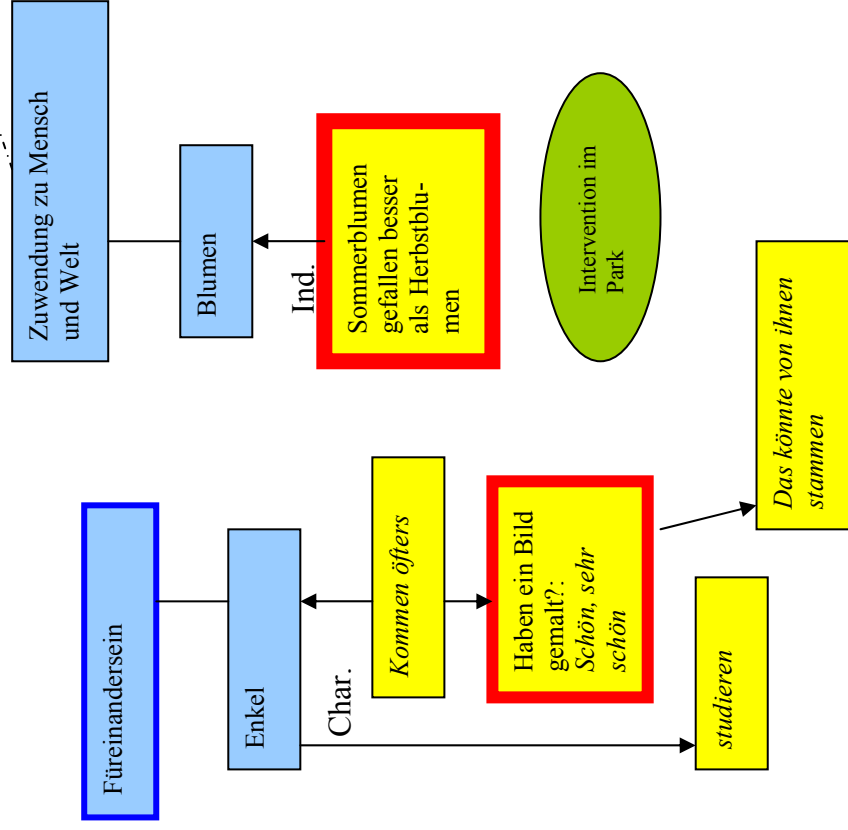 Füreinandersein
Enkel
Char.
Kommen öfters
Haben ein Bild
gemalt?:
Schön, sehr
schön
studieren
Das könnte von ihnen
stammen
Zuwendung zu Mensch
und Welt
Blumen
Ind.
Sommerblumen
gefallen besser
als Herbstblu-
men
Intervention im
Park